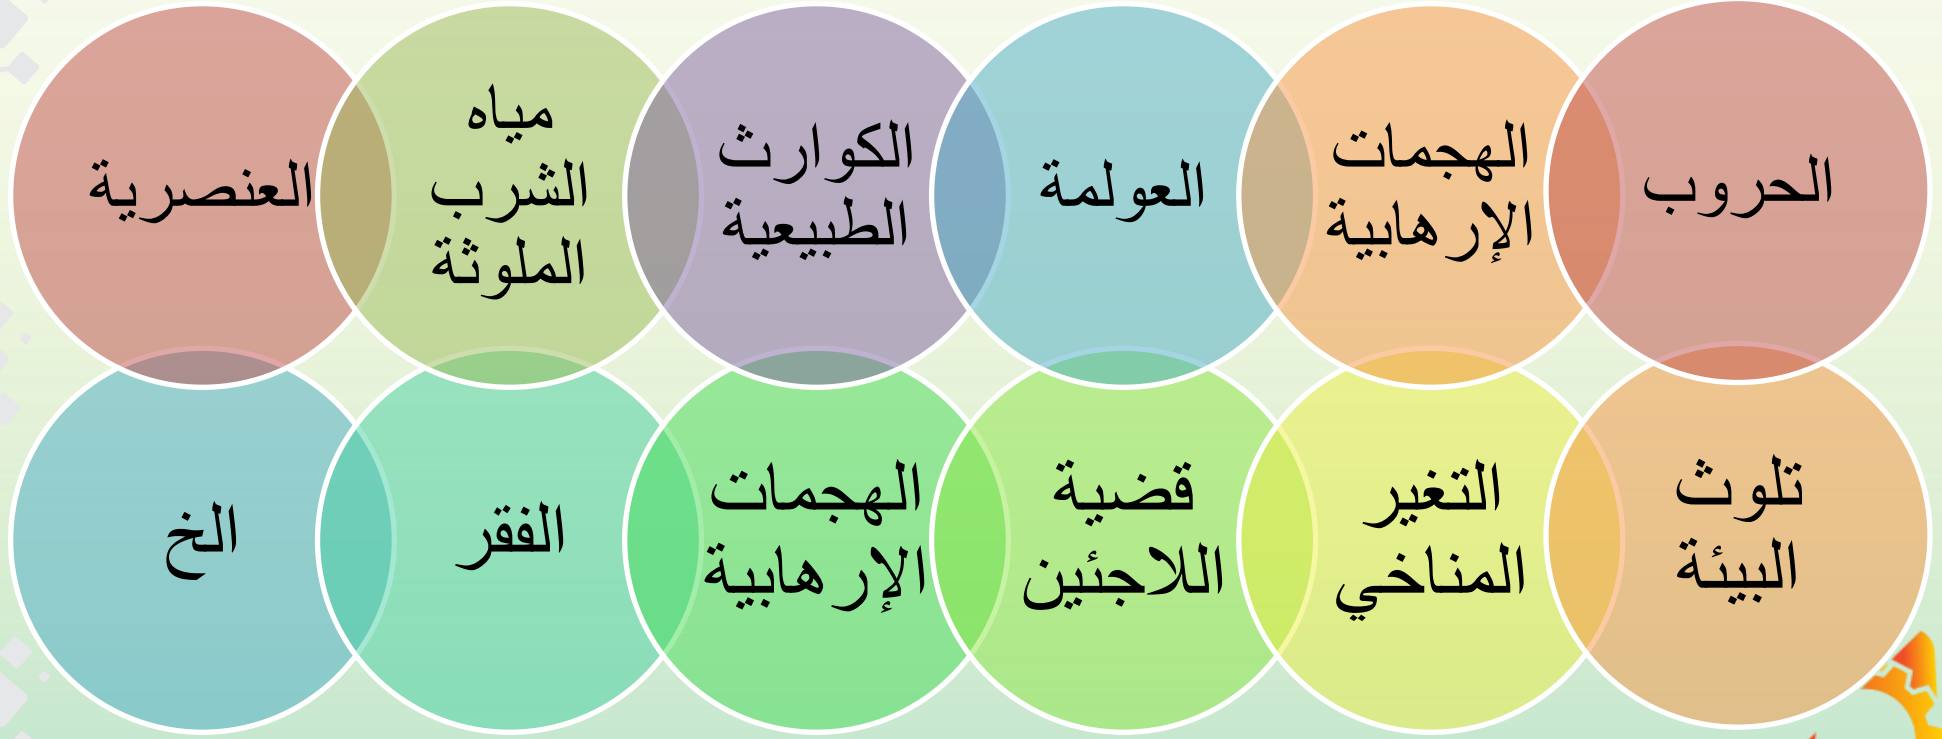 الحروب
الهجمات
الإرهابية
العولمة
الكوارث
الطبيعية
مياه
الشرب
الملوثة
العنصرية
تلوث
البيئة
التغير
المناخي
قضية
اللاجئين
الهجمات
الإرهابية
الفقر
الخ